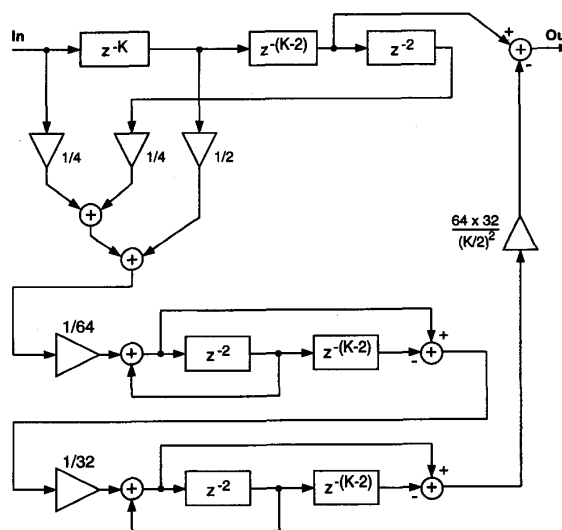 In
z^-K
z^-(K-2)
z^-2
+
+
-
Ou
1/4
1/4
1/2
+
+
64 x 32
(K/2)^2
1/64
+
z^-2
z^-(K-2)
+
-
+
1/32
+
z^-2
z^-(K-2)
+
-
+